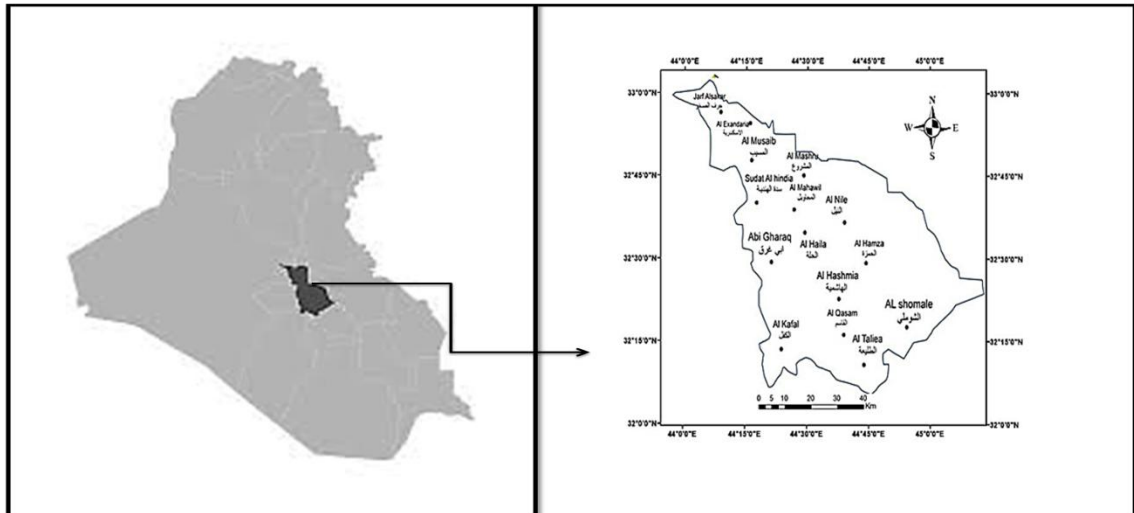 44°0'0"E 44°15'0"E 44°30'0"E 44°45'0"E 45°0'0"E
33°0'0"N 33°0'0"N
Jarf Alsakar
جرف الصخر
Al Exandaria
الاسكندرية
N
W E
S
Al Musaib
المسيب
Al Mashru
المشروع
32°45'0"N 32°45'0"N
Sudat Al hindia
سدة الهندية
Al Mahawil
المحاويل
Al Nile
النيل
Abi Gharaq
ابي غرق
Al Haila
الحلة
Al Hamza
الحمزة
32°30'0"N 32°30'0"N
Al Hashmia
الهاشمية
AL shomale
الشوملي
Al Qasam
القاسم
Al Kafal
الكفل
Al Taliea
الطليعة
32°15'0"N 32°15'0"N
0 5 10 20 30 40
Km
32°0'0"N 32°0'0"N
44°0'0"E 44°15'0"E 44°30'0"E 44°45'0"E 45°0'0"E